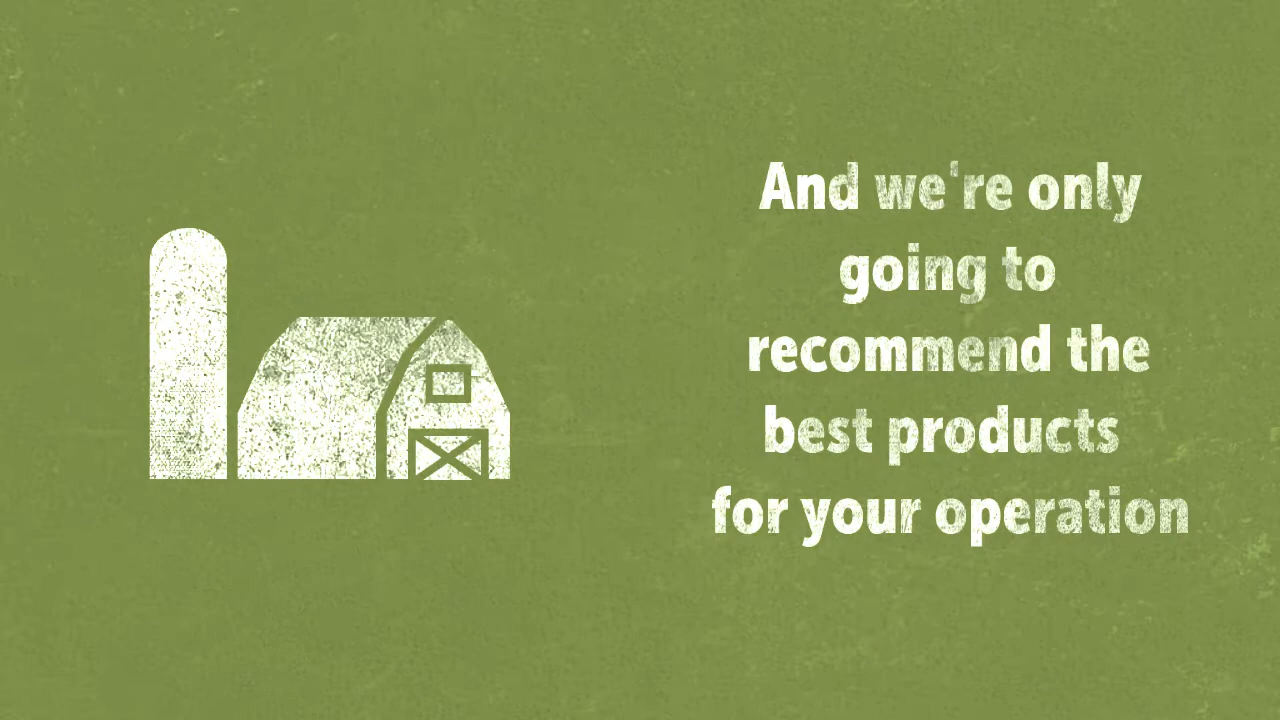 And we're only
going to
recommend the
best products
for your operation